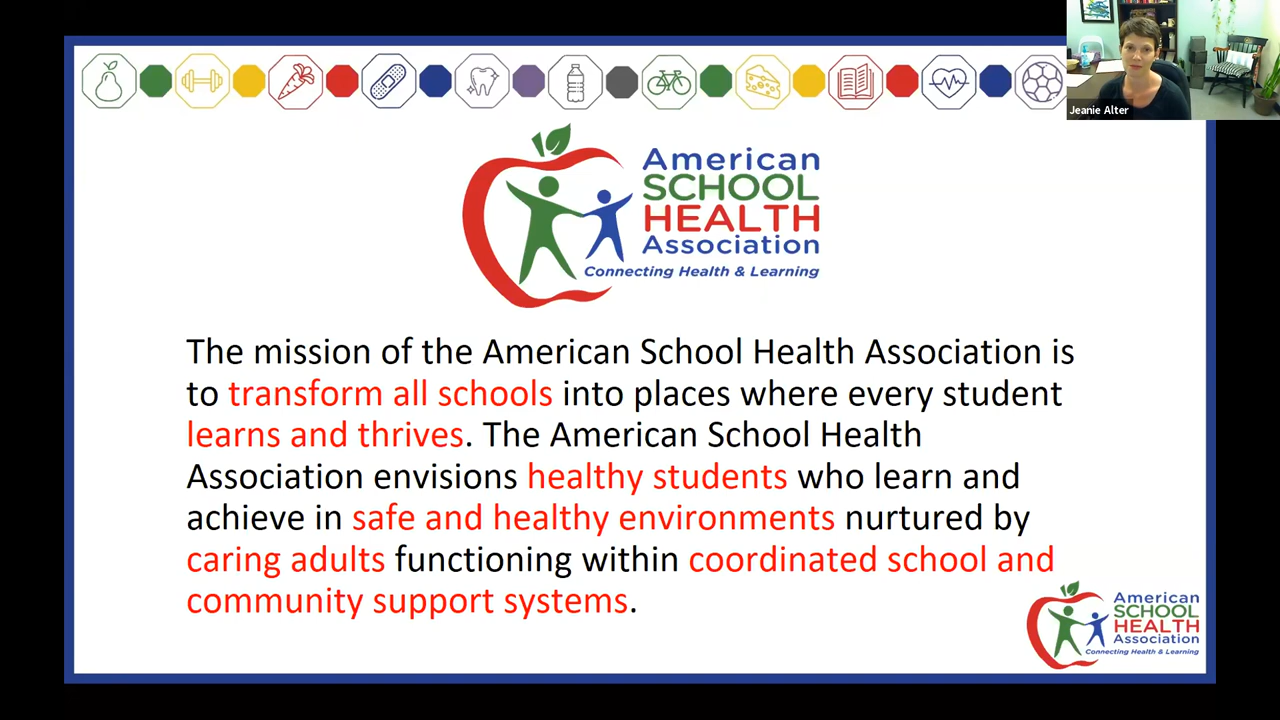 Jeanie Alter
American
SCHOOL
HEALTH
Association
Connecting Health & Learning
The mission of the American School Health Association is
to transform all schools into places where every student
learns and thrives. The American School Health
Association envisions healthy students who learn and
achieve in safe and healthy environments nurtured by
caring adults functioning within coordinated school and
community support systems.
American
SCHOOL
HEALTH
Association
Connecting Health & Learning